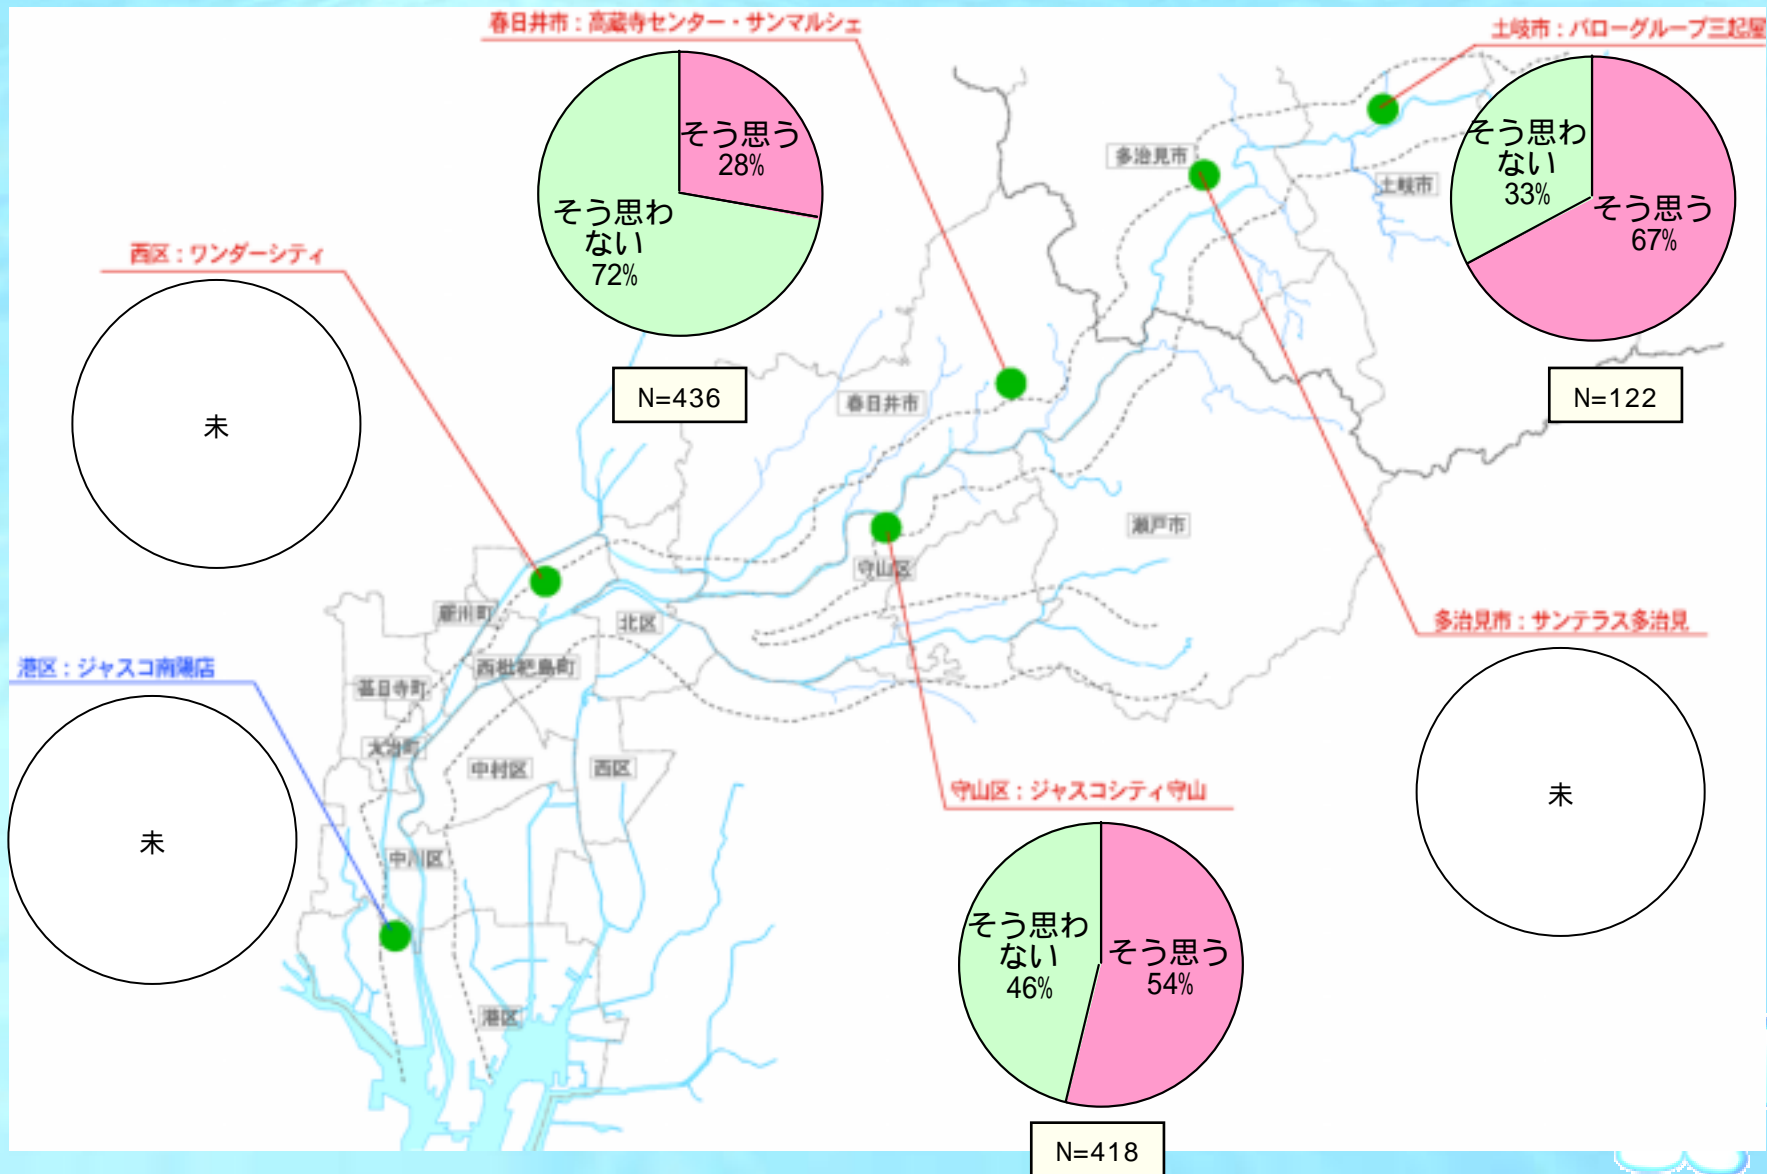 春日井市：高蔵寺センター・サンマルシェ
土岐市：バローグループ三起屋
そう思う
28%
そう思わ
ない
72%
N=436
そう思わ
ない
33%
そう思う
67%
N=122
多治見市
土岐市
西区：ワンダーシティ
未
春日井市
瀬戸市
守山区
新川町
北区
西枇杷島町
多治見市：サンテラス多治見
未
港区：ジャスコ南陽店
未
甚目寺町
大治町
中村区
西区
守山区：ジャスコシティ守山
そう思わ
ない
46%
そう思う
54%
N=418
中川区
港区